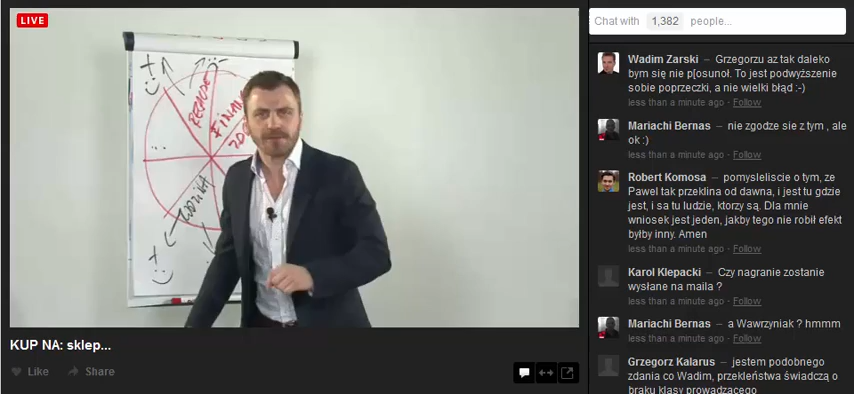 LIVE
RELACJE
FINAN
200
RODZINA
KUP NA: sklep...
Like
Share
Chat with 1,382 people...
Wadim Zarski – Grzegorzu az tak daleko
bym się nie p[osunoł. To jest podwyższenie
sobie poprzeczki, a nie wielki błąd :-)
less than a minute ago · Follow
Mariachi Bernas – nie zgodze sie z tym , ale
ok :)
less than a minute ago · Follow
Robert Komosa – pomysleliscie o tym, ze
Pawel tak przeklina od dawna, i jest tu gdzie
jest, i sa tu ludzie, ktorzy są. Dla mnie
wniosek jest jeden, jakby tego nie robił efekt
byłby inny. Amen
less than a minute ago · Follow
Karol Klepacki – Czy nagranie zostanie
wysłane na maila ?
less than a minute ago · Follow
Mariachi Bernas – a Wawrzyniak ? hmmm
less than a minute ago · Follow
Grzegorz Kalarus – jestem podobnego
zdania co Wadim, przekleństwa świadczą o
braku klasy prowadzącego